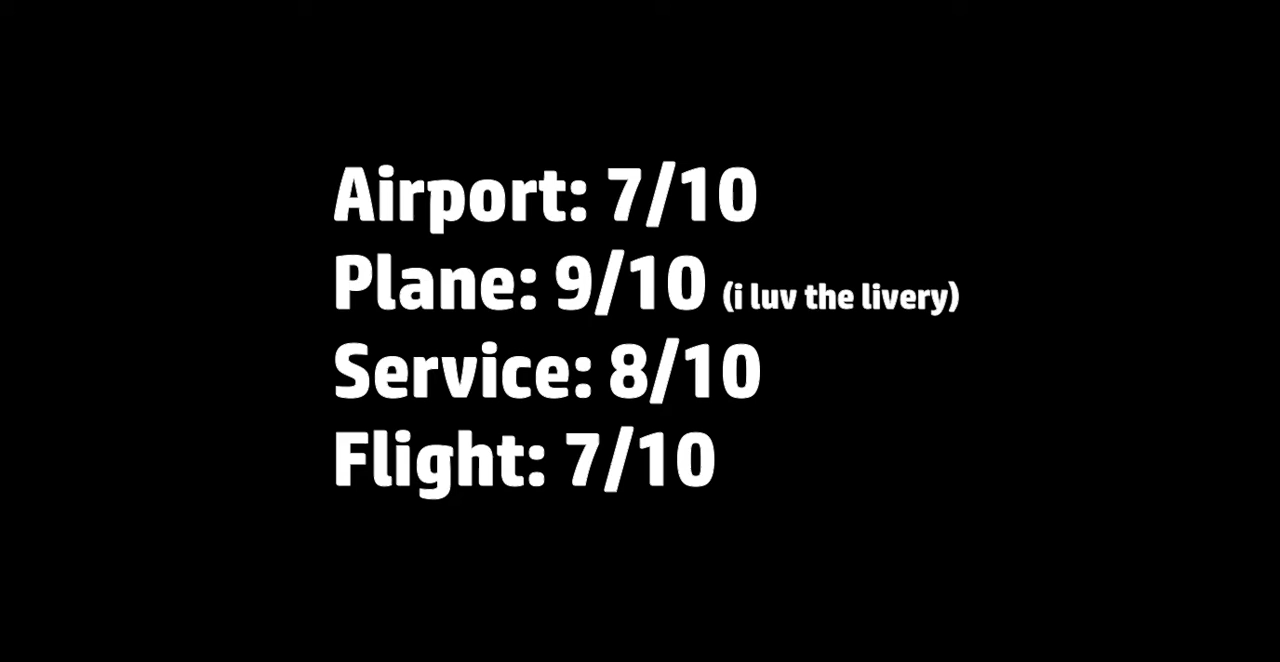 Airport: 7/10
Plane: 9/10 (i luv the livery)
Service: 8/10
Flight: 7/10